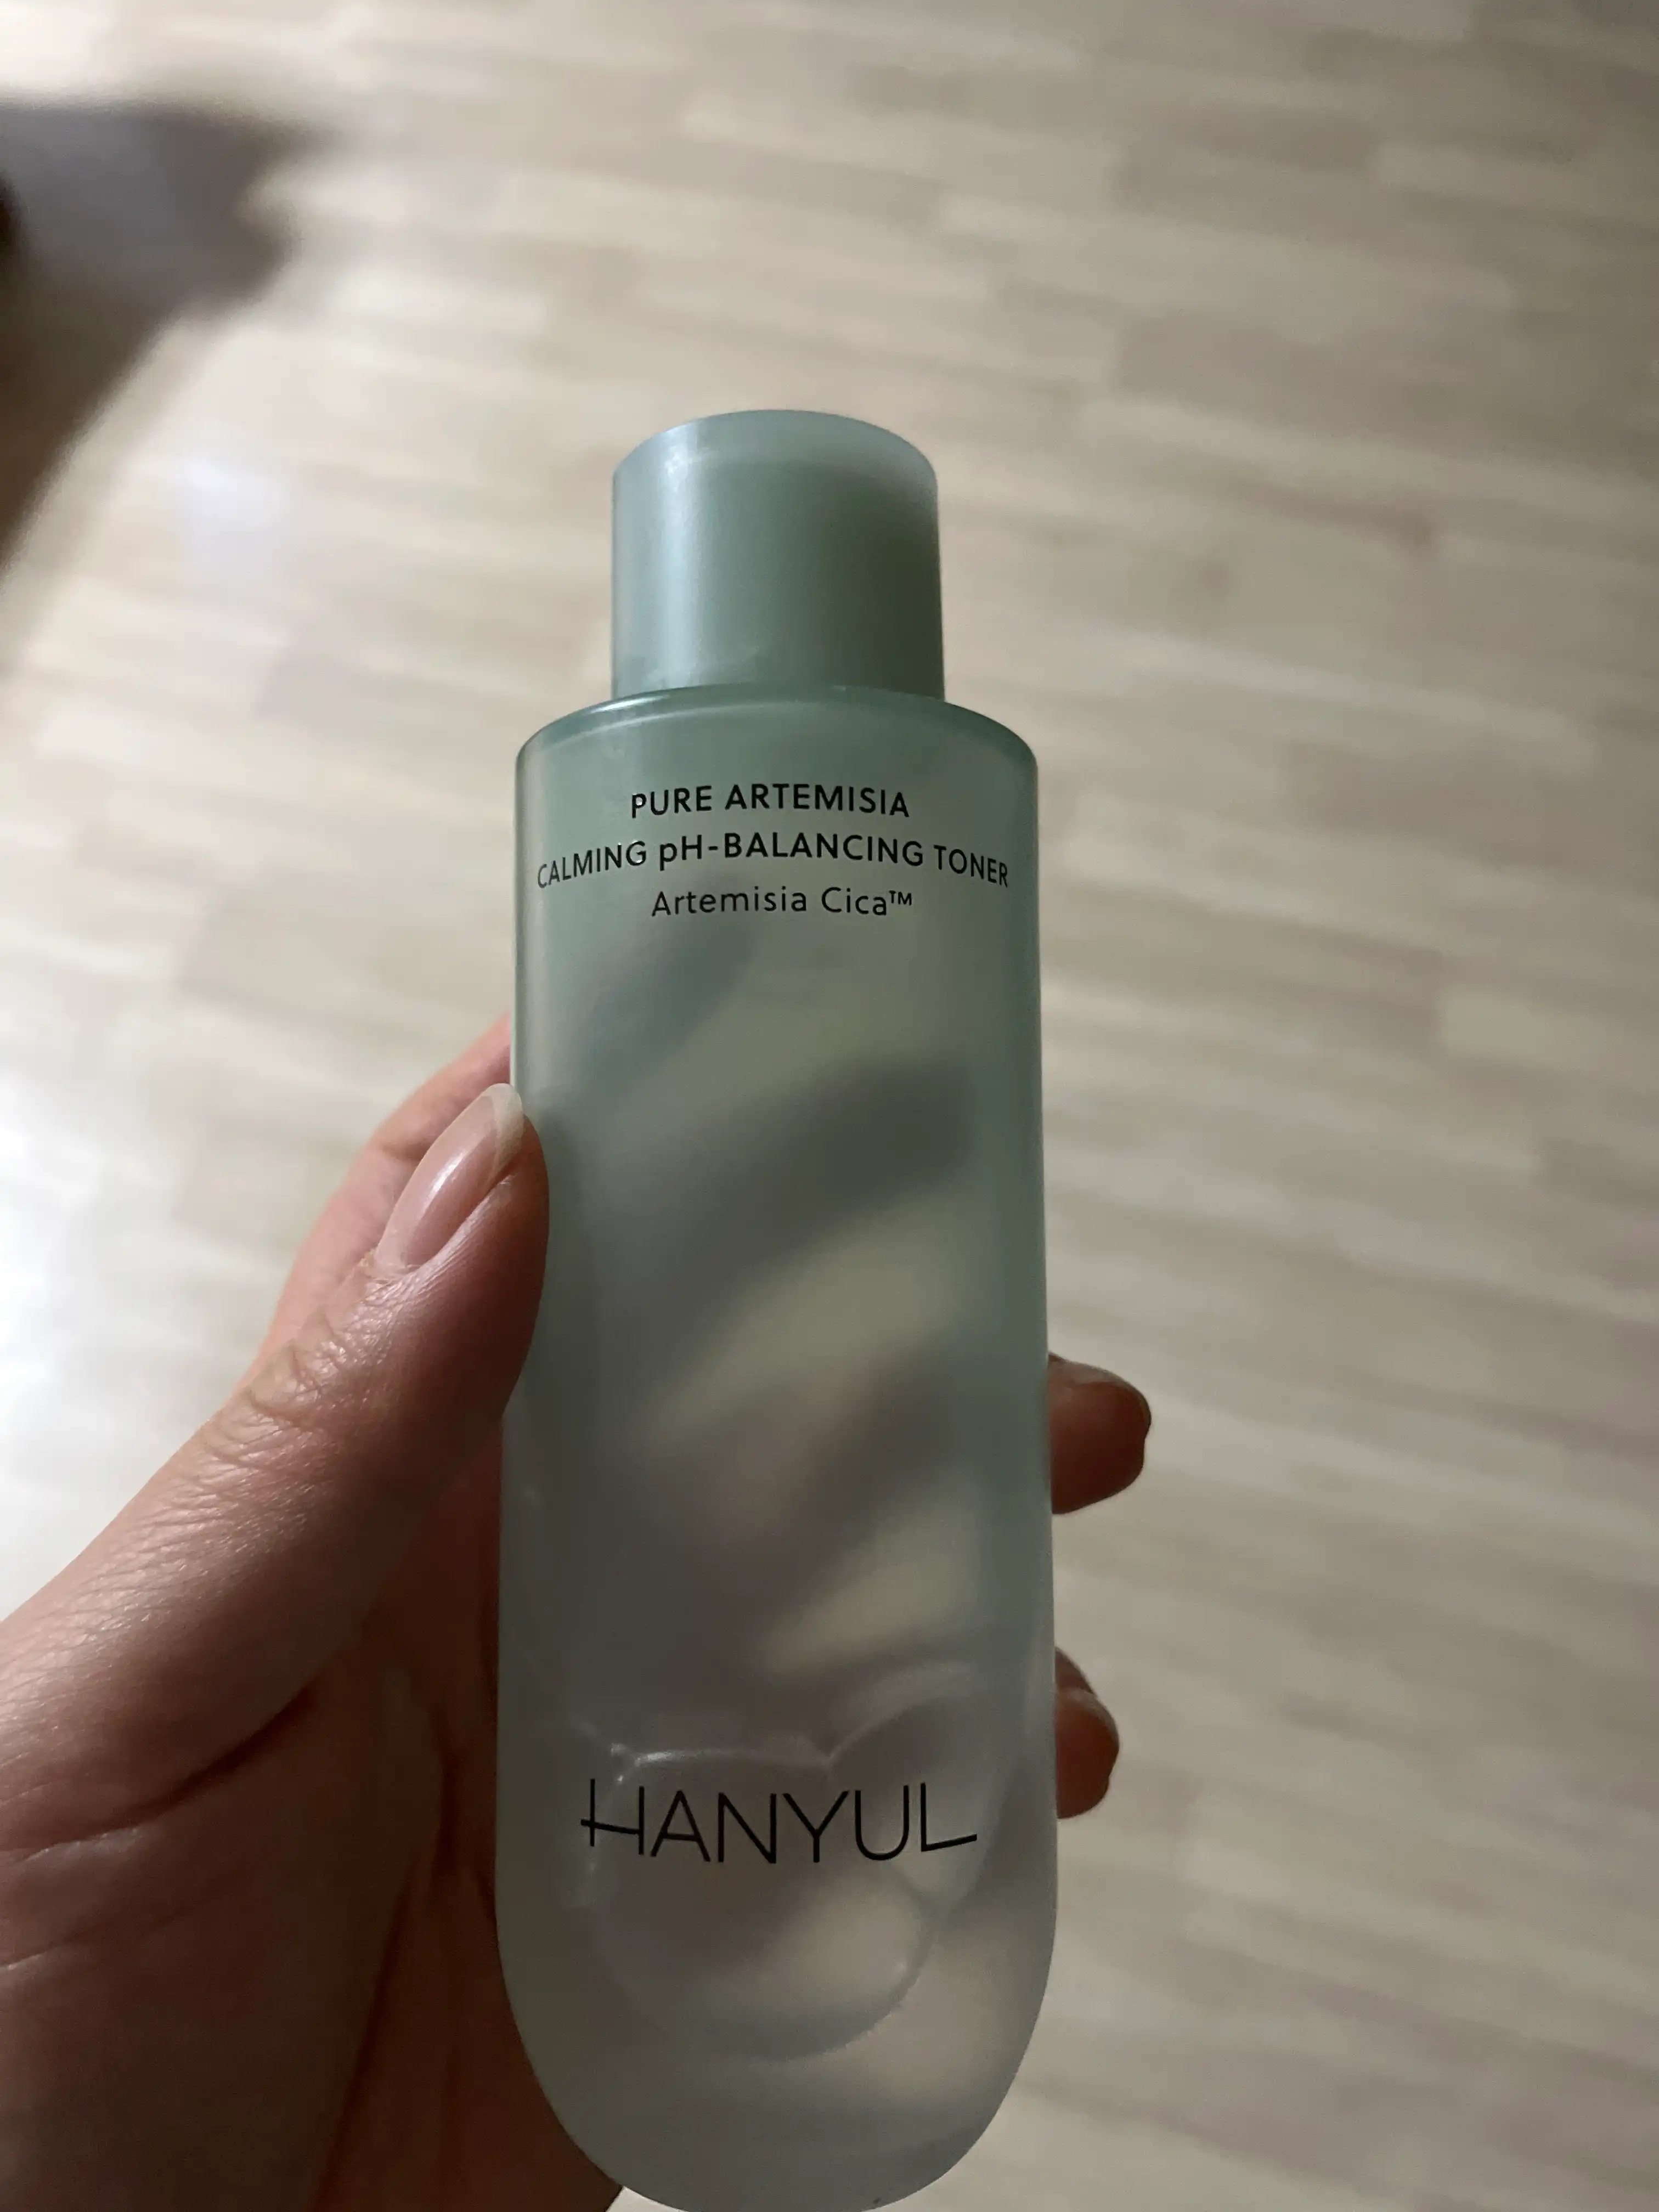 PURE ARTEMISIA
CALMING pH-BALANCING TONER
Artemisia Cica™
HANYUL